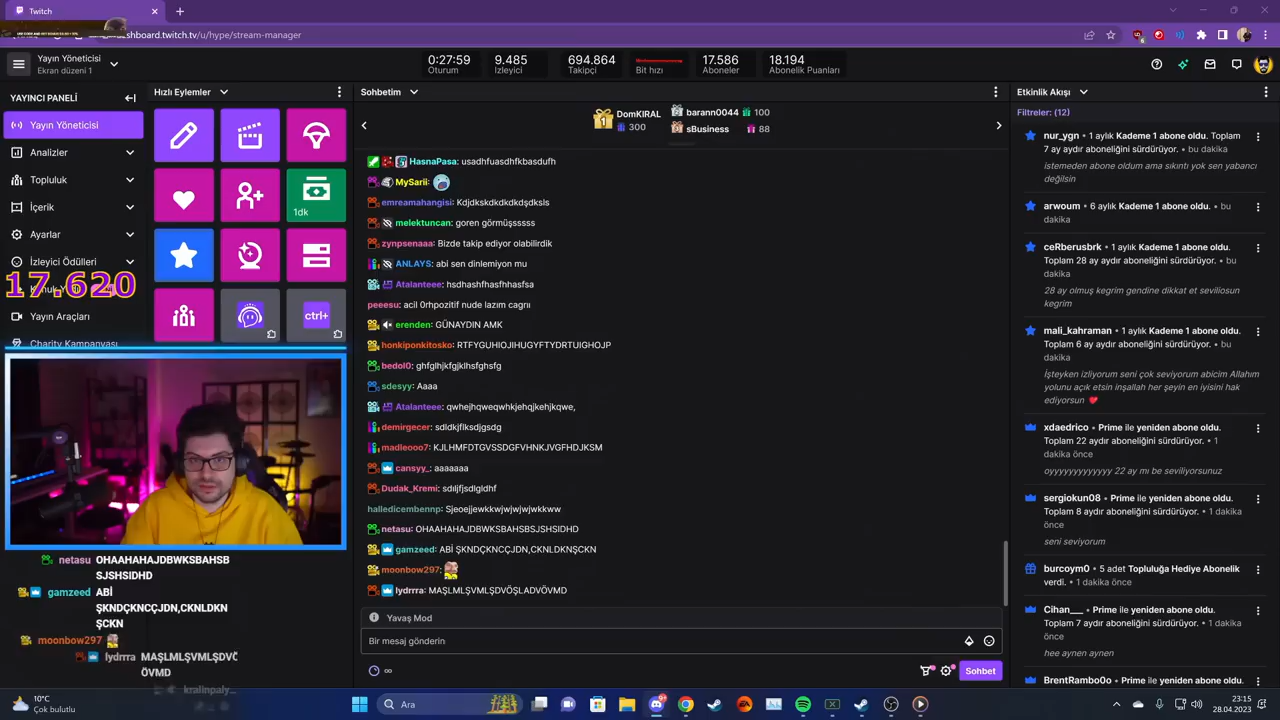 Twitch
dashboard.twitch.tv/u/hype/stream-manager
Yayın Yöneticisi
Ekran düzeni 1
0:27:59
Oturum
9.485
İzleyici
694.864
Takipçi
Bit hızı
17.586
Aboneler
18.194
Abonelik Puanları
YAYINCI PANELİ
Yayın Yöneticisi
Analizler
Topluluk
İçerik
Ayarlar
İzleyici Ödülleri
17.620
Yayın Araçları
Charity Kampanyası
Hızlı Eylemler
1dk
ctrl+
Sohbetim
DomKIRAL
300
barann0044 100
sBusiness 88
HasnaPasa: usadhfuasdhfkbasdufh
MySarii:
emreamahangisi: Kdjdkskdkdkdkdşdksls
melektuncan: goren görmüşsssss
zynpsenaaa: Bizde takip ediyor olabilirdik
ANLAYS: abi sen dinlemiyon mu
Atalanteee: hsdhashfhasfhhasfsa
peeesu: acil 0rhpozitif nude lazım cagnı
erenden: GÜNAYDIN AMK
honkiponkitosko: RTFYGUHIOJIHUGYFTYDRTUIGHOJP
bedol0: ghfglhjkfgjklhsfghsfg
sdesyy: Aaaa
Atalanteee: qwhejhqweqwhkjehqjkehjkqwe,
demirgecer: sdldkjflksdjgsdg
madleooo7: KJLHMFDTGVSSDGFVHNKJVGFHDJKSM
cansyy_: aaaaaaa
Dudak_Kremi: sdıljfjsdlgldhf
halledicembennp: Sjeoejjewkkwjwjwjwjwkkww
netasu: OHAAHAHAJDBWKSBAHSBSJSHSIDHD
gamzeed: ABİ ŞKNDÇKNCÇJDN,CKNLDKNŞCKN
moonbow297:
lydrrra: MAŞLMLŞVMLŞDVÖŞLADVÖVMD
Yavaş Mod
Bir mesaj gönderin
∞
Sohbet
Etkinlik Akışı
Filtreler: (12)
nur_ygn • 1 aylık Kademe 1 abone oldu. Toplam
7 ay aydır aboneliğini sürdürüyor. • bu dakika
istemeden abone oldum ama sıkıntı yok sen yabancı
değilsin
arwoum • 6 aylık Kademe 1 abone oldu. • bu
dakika
ceRberusbrk • 1 aylık Kademe 1 abone oldu.
Toplam 28 ay aydır aboneliğini sürdürüyor. • bu
dakika
28 ay olmuş kegrim gendine dikkat et seviliosun
kegrim
mali_kahraman • 1 aylık Kademe 1 abone oldu.
Toplam 6 ay aydır aboneliğini sürdürüyor. • bu
dakika
İşteyken izliyorum seni çok seviyorum abicim Allahım
yolunu açık etsin inşallah her şeyin en iyisini hak
ediyorsun
xdaedrico • Prime ile yeniden abone oldu.
Toplam 22 aydır aboneliğini sürdürüyor. • 1
dakika önce
oyyyyyyyyyyyyy 22 ay mı be seviliyorsunuz
sergiokun08 • Prime ile yeniden abone oldu.
Toplam 8 aydır aboneliğini sürdürüyor. • 1 dakika
önce
seni seviyorum
burcoym0 • 5 adet Topluluğa Hediye Abonelik
verdi. • 1 dakika önce
Cihan___ • Prime ile yeniden abone oldu.
Toplam 7 aydır aboneliğini sürdürüyor. • 1 dakika
önce
hee aynen aynen
BrentRambo0o • Prime ile yeniden abone oldu.
netasu OHAAHAHAJDBWKSBAHSB
SJSHSIDHD
gamzeed ABİ
ŞKNDÇKNCÇJDN,CKNLDKN
ŞCKN
moonbow297
lydrrra MAŞLMLŞVMLŞDVÖ
ÖVMD
kralinpaly...
10°C
Çok bulutlu
Ara
23:15
28.04.2023